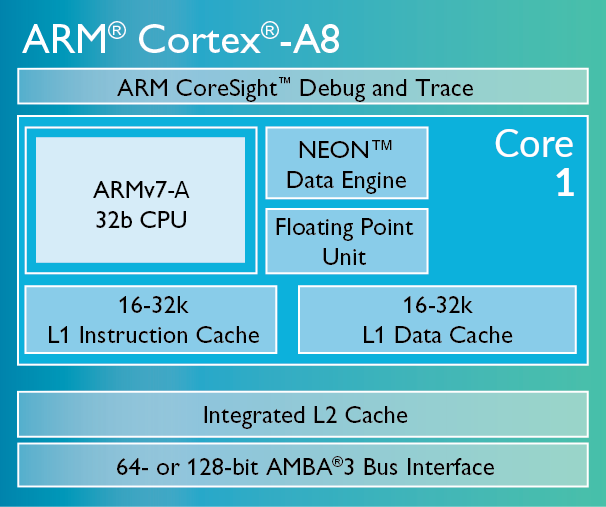 ARM® Cortex®-A8
ARM CoreSight™ Debug and Trace
ARMv7-A
32b CPU
NEON™
Data Engine
Floating Point
Unit
Core
1
16-32k
L1 Instruction Cache
16-32k
L1 Data Cache
Integrated L2 Cache
64- or 128-bit AMBA®3 Bus Interface